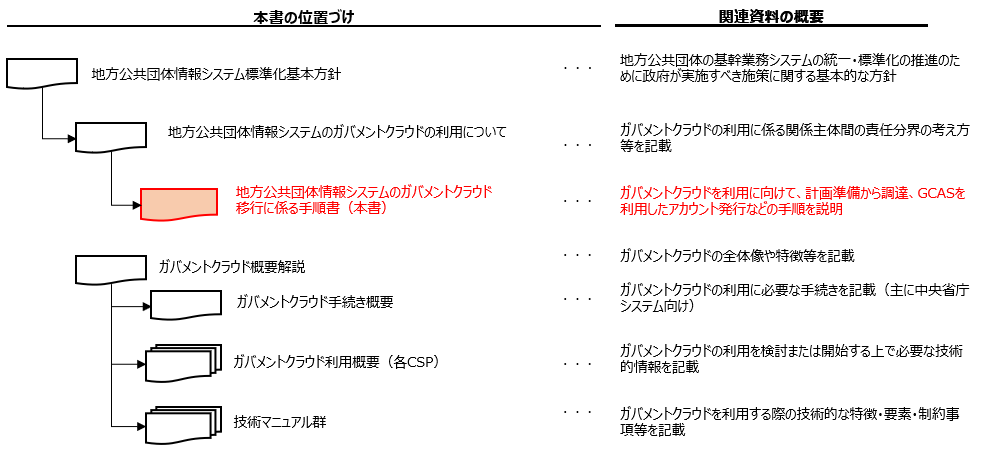 本書の位置づけ
関連資料の概要
地方公共団体情報システム標準化基本方針
・・・
地方公共団体の基幹業務システムの統一・標準化の推進のた
めに政府が実施すべき施策に関する基本的な方針
地方公共団体情報システムのガバメントクラウドの利用について
・・・
ガバメントクラウドの利用に係る関係主体間の責任分界の考え方
等を記載
地方公共団体情報システムのガバメントクラウド
移行に係る手順書（本書）
・・・
ガバメントクラウドを利用に向けて、計画準備から調達、GCASを
利用したアカウント発行などの手順を説明
ガバメントクラウド概要解説
・・・
ガバメントクラウドの全体像や特徴等を記載
ガバメントクラウド手続き概要
・・・
ガバメントクラウドの利用に必要な手続きを記載（主に中央省庁
システム向け）
ガバメントクラウド利用概要（各CSP）
・・・
ガバメントクラウドの利用を検討または開始する上で必要な技術
的情報を記載
技術マニュアル群
・・・
ガバメントクラウドを利用する際の技術的な特徴・要素・制約事
項等を記載